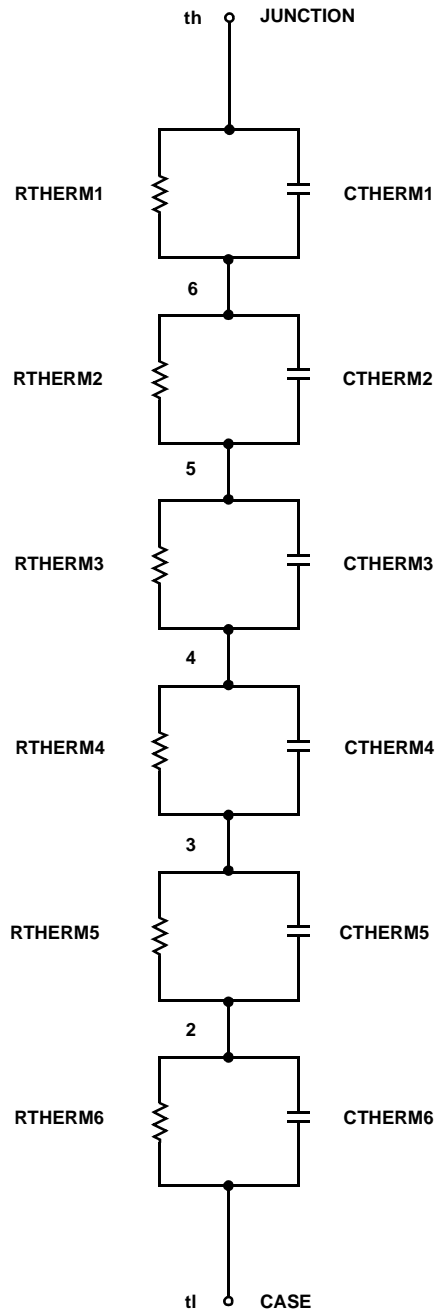 th JUNCTION
RTHERM1 CTHERM1
6
RTHERM2 CTHERM2
5
RTHERM3 CTHERM3
4
RTHERM4 CTHERM4
3
RTHERM5 CTHERM5
2
RTHERM6 CTHERM6
tl CASE